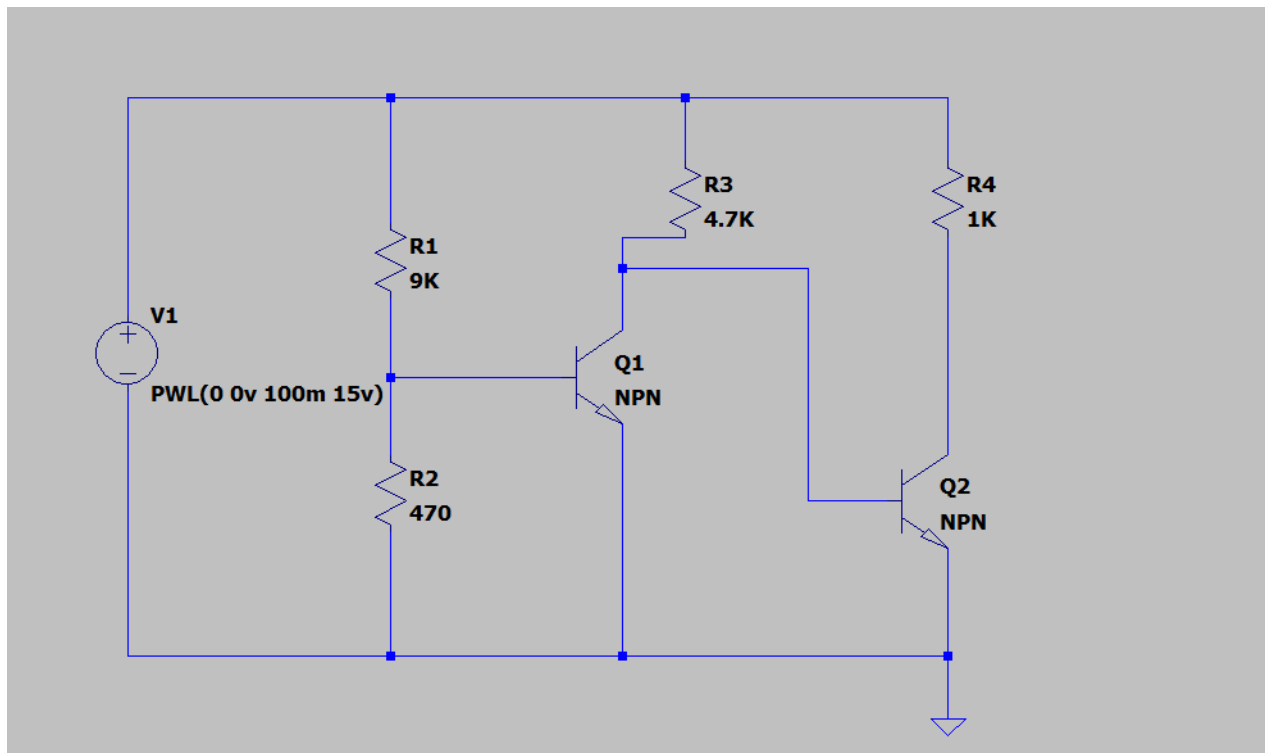 R3
4.7K
R4
1K
R1
9K
V1
PWL(0 0v 100m 15v)
Q1
NPN
R2
470
Q2
NPN